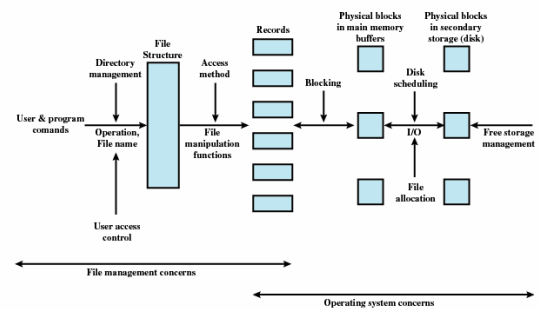 Records
Physical blocks
in main memory
buffers
Physical blocks
in secondary
storage (disk)
File
Structure
Directory
management
Access
method
Blocking
Disk
scheduling
User & program
comands
Operation,
File name
File
manipulation
functions
I/O
Free storage
management
File
allocation
User access
control
File management concerns
Operating system concerns